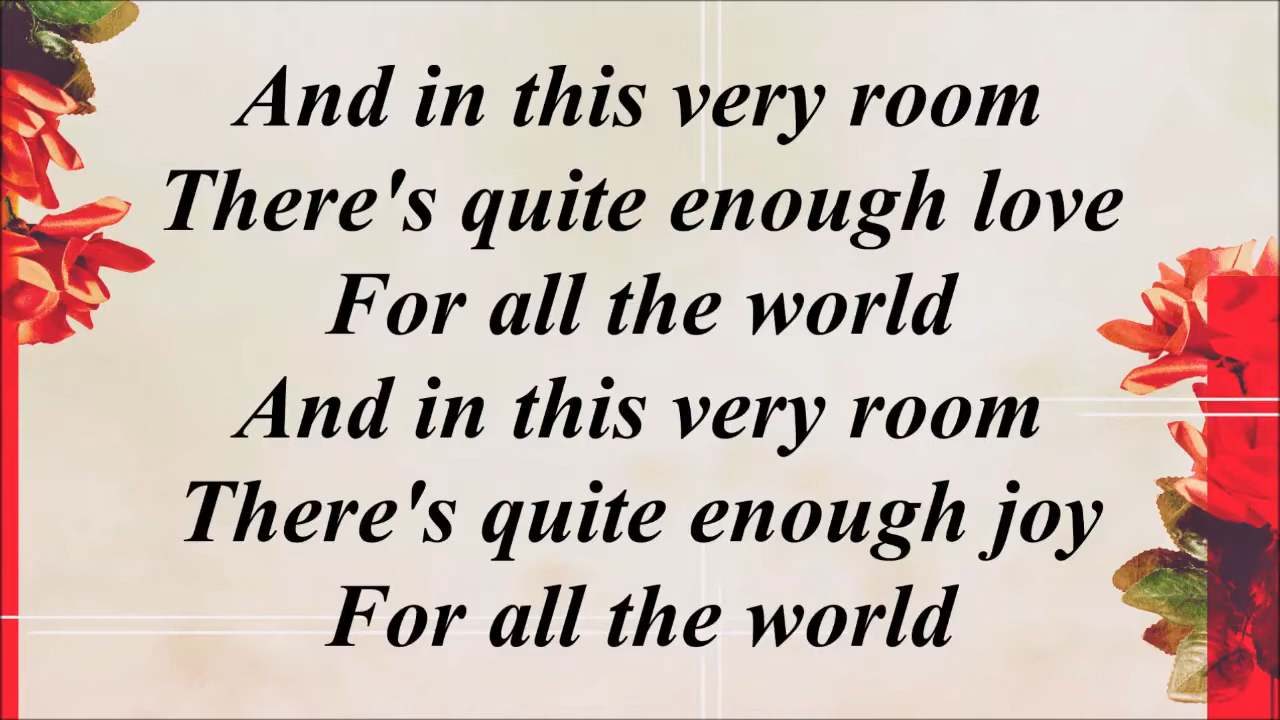 And in this very room
There's quite enough love
For all the world
And in this very room
There's quite enough joy
For all the world